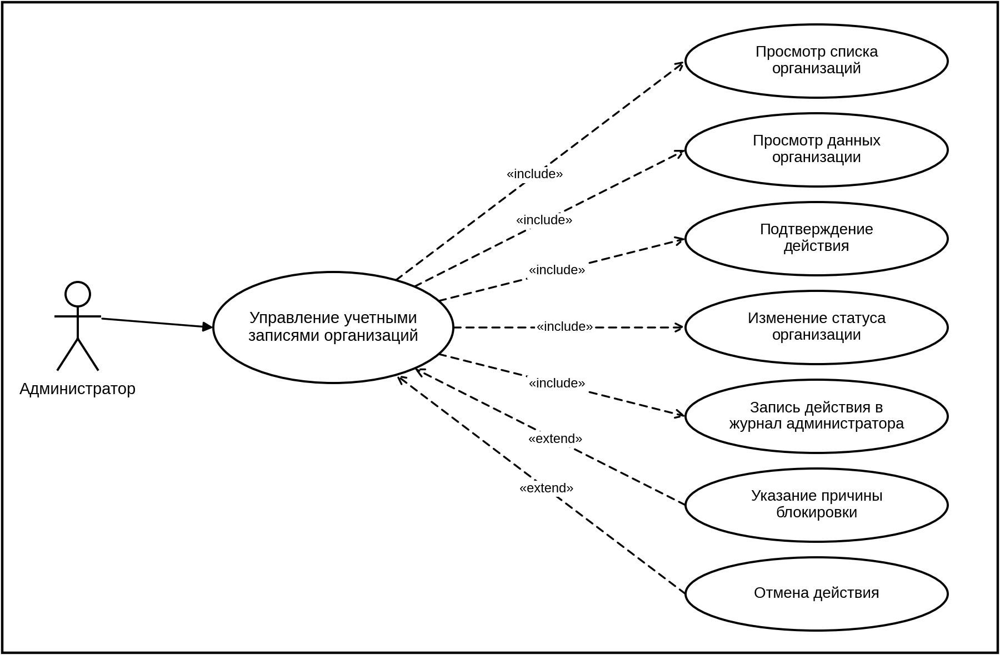 Просмотр списка
организаций
Просмотр данных
организации
«include»
«include»
Подтверждение
действия
«include»
Управление учетными
записями организаций
«include»
Изменение статуса
организации
Администратор
«include»
Запись действия в
журнал администратора
«extend»
«extend»
Указание причины
блокировки
Отмена действия